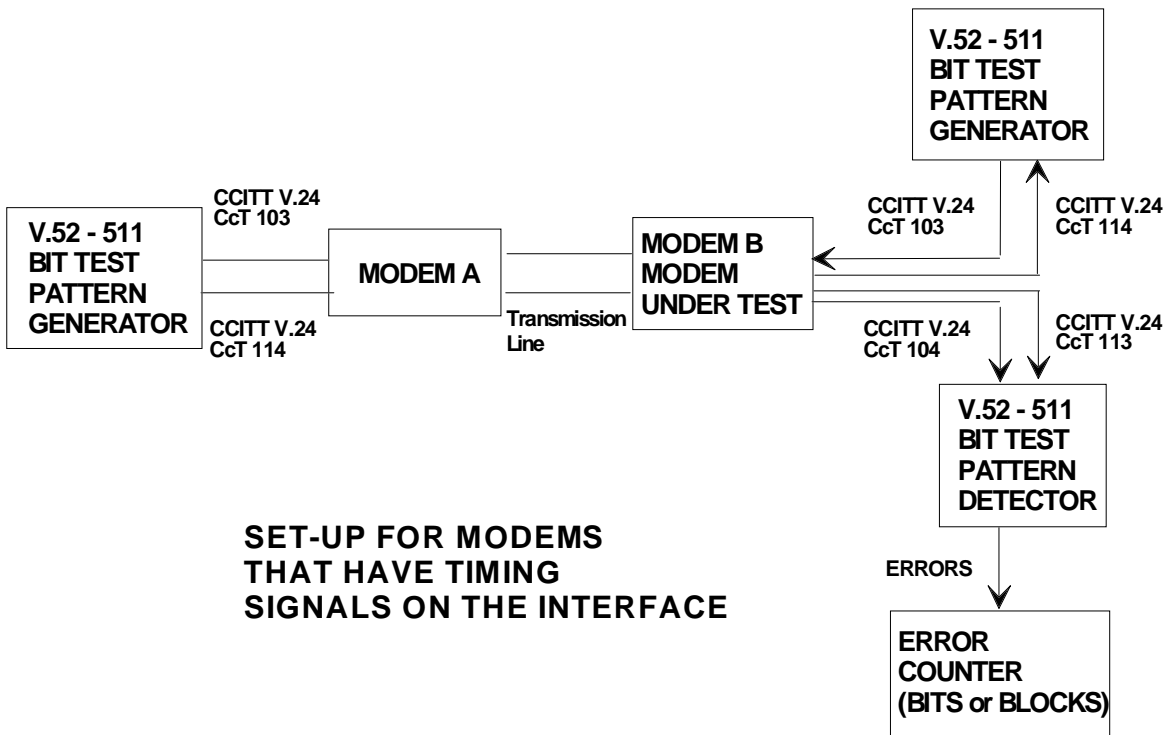 V.52 - 511
BIT TEST
PATTERN
GENERATOR
CCITT V.24
CcT 103
V.52 - 511
BIT TEST
PATTERN
GENERATOR
CCITT V.24
CcT 114
MODEM A
Transmission
Line
MODEM B
MODEM
UNDER TEST
CCITT V.24
CcT 103
CCITT V.24
CcT 114
CCITT V.24
CcT 104
CCITT V.24
CcT 113
V.52 - 511
BIT TEST
PATTERN
DETECTOR
SET-UP FOR MODEMS
THAT HAVE TIMING
SIGNALS ON THE INTERFACE
ERRORS
ERROR
COUNTER
(BITS or BLOCKS)